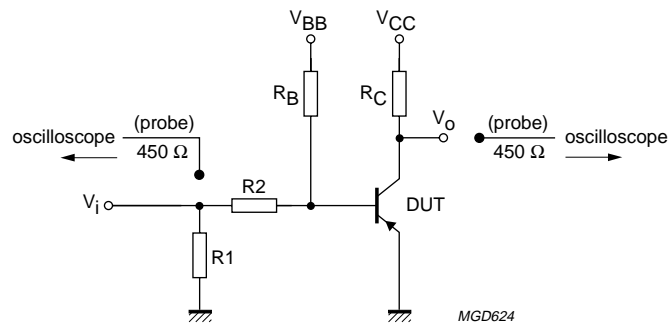 VBB
VCC
RB
RC
Vo
(probe)
oscilloscope
450 Ω
(probe)
oscilloscope
450 Ω
R2
Vi
DUT
R1
MGD624